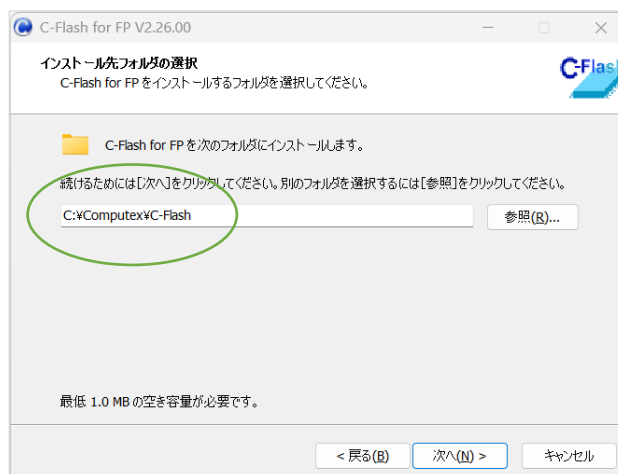 C-Flash for FP V2.26.00
インストール先フォルダの選択
C-Flash for FP をインストールするフォルダを選択してください。
C-Flas
C-Flash for FP を次のフォルダにインストールします。
続けるためには[次へ]をクリックしてください。別のフォルダを選択するには[参照]をクリックしてください。
C:¥Computex¥C-Flash
参照(R)...
最低 1.0 MB の空き容量が必要です。
< 戻る(B)
次へ(N) >
キャンセル